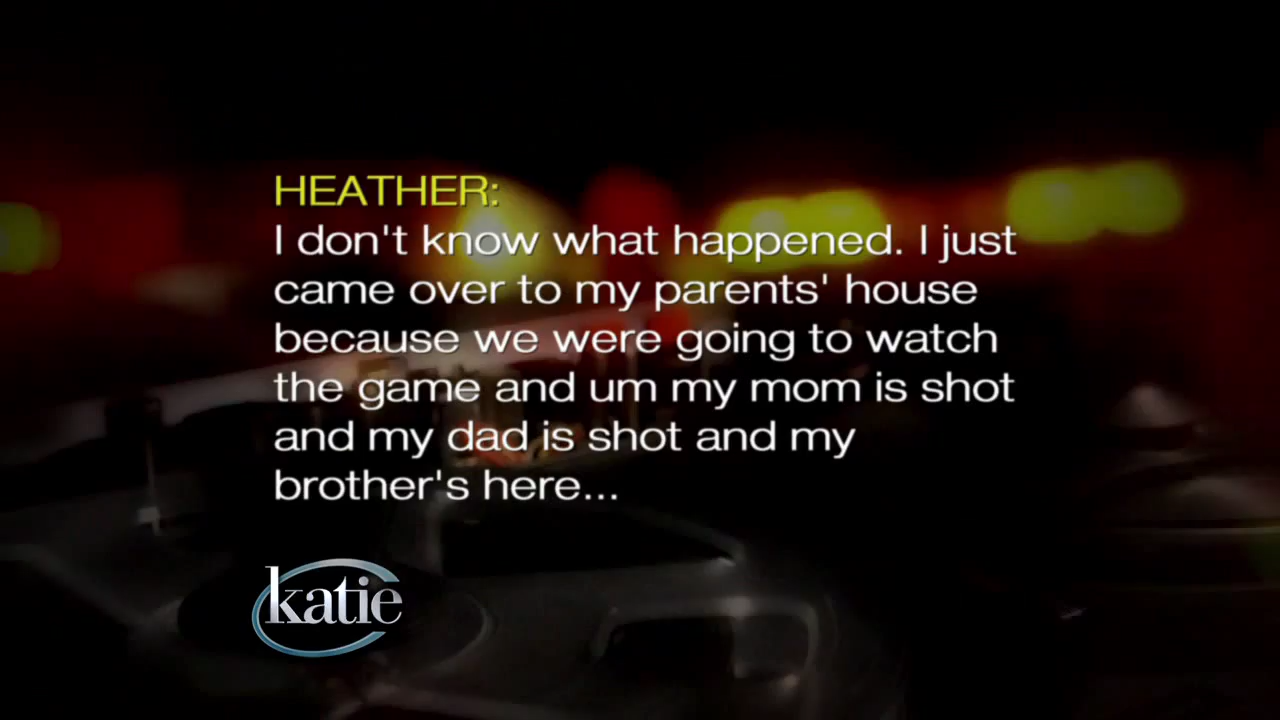 HEATHER:
I don't know what happened. I just
came over to my parents' house
because we were going to watch
the game and um my mom is shot
and my dad is shot and my
brother's here...
katie